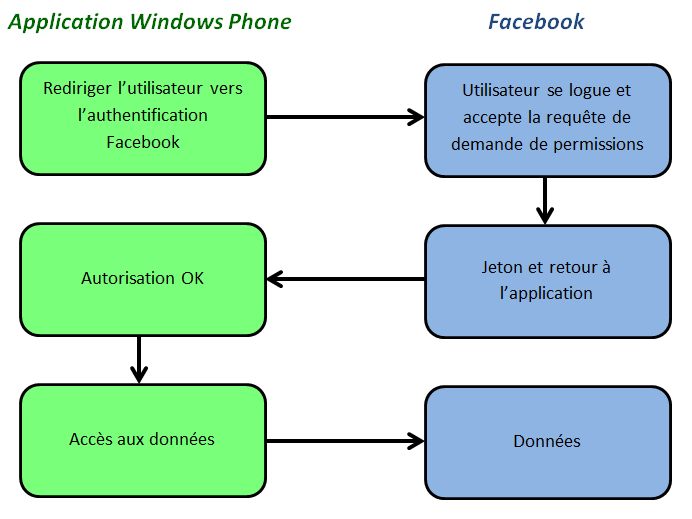 Application Windows Phone
Facebook
Rediriger l'utilisateur vers
l'authentification
Facebook
Utilisateur se logue et
accepte la requête de
demande de permissions
Autorisation OK
Jeton et retour à
l'application
Accès aux données
Données